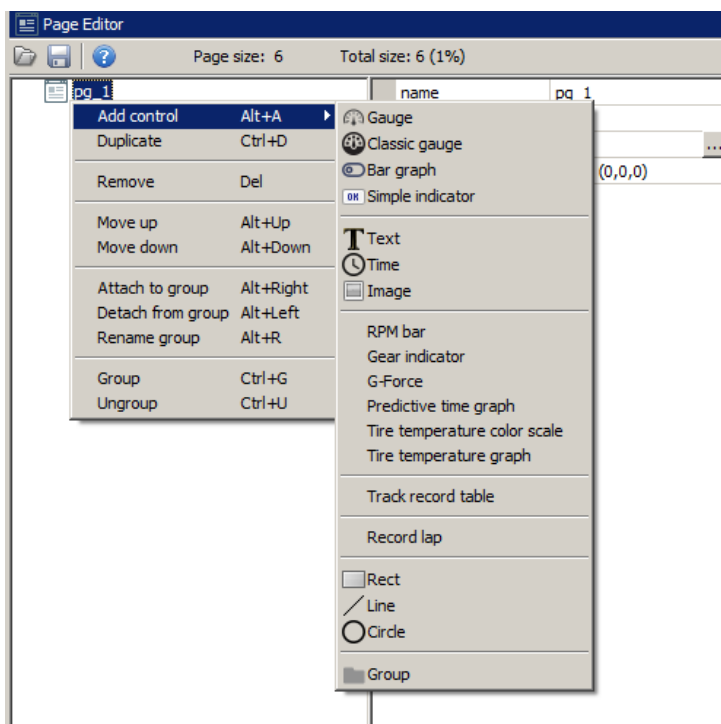 Page Editor
Page size: 6 Total size: 6 (1%)
pg_1
name pg_1
...
(0,0,0)
Add control Alt+A
Duplicate Ctrl+D
Remove Del
Move up Alt+Up
Move down Alt+Down
Attach to group Alt+Right
Detach from group Alt+Left
Rename group Alt+R
Group Ctrl+G
Ungroup Ctrl+U
Gauge
Classic gauge
Bar graph
OK Simple indicator
T Text
Time
Image
RPM bar
Gear indicator
G-Force
Predictive time graph
Tire temperature color scale
Tire temperature graph
Track record table
Record lap
Rect
Line
Circle
Group